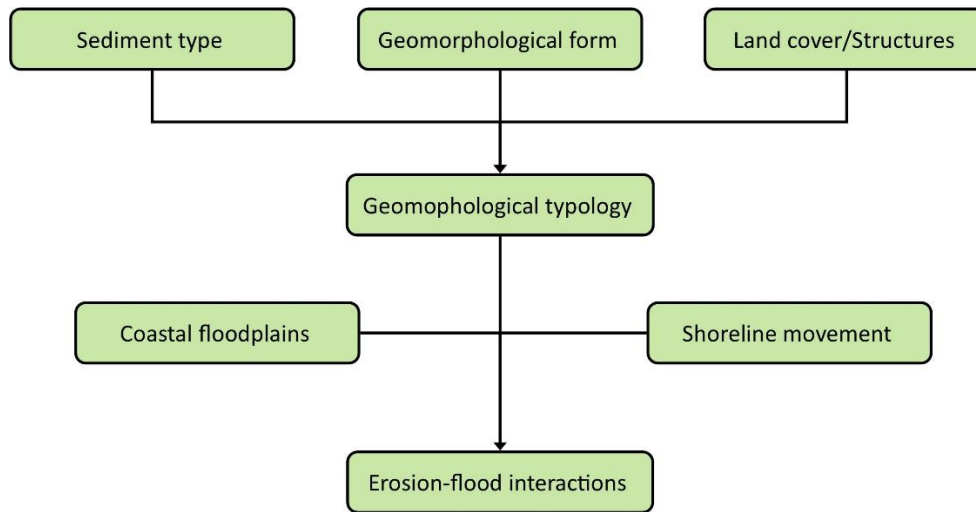 Sediment type
Geomorphological form
Land cover/Structures
Geomophological typology
Coastal floodplains
Shoreline movement
Erosion-flood interactions